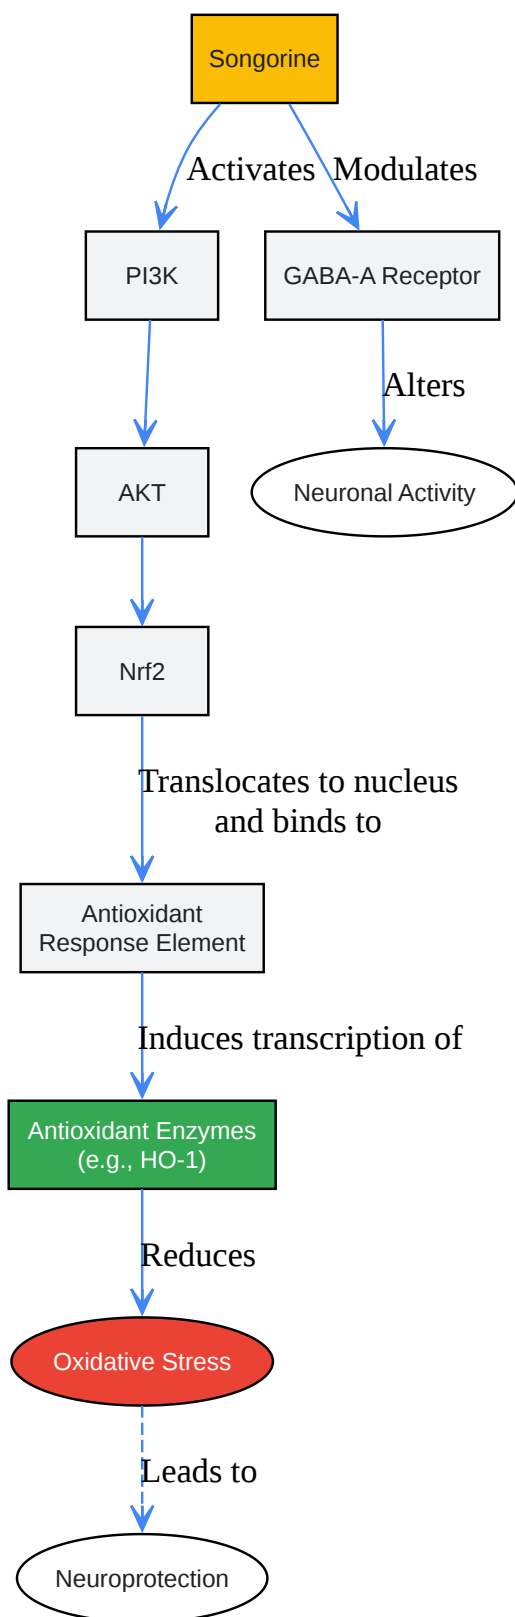 Songorine
Activates
Modulates
PI3K
GABA-A Receptor
Alters
AKT
Neuronal Activity
Nrf2
Translocates to nucleus
and binds to
Antioxidant
Response Element
Induces transcription of
Antioxidant Enzymes
(e.g., HO-1)
Reduces
Oxidative Stress
Leads to
Neuroprotection